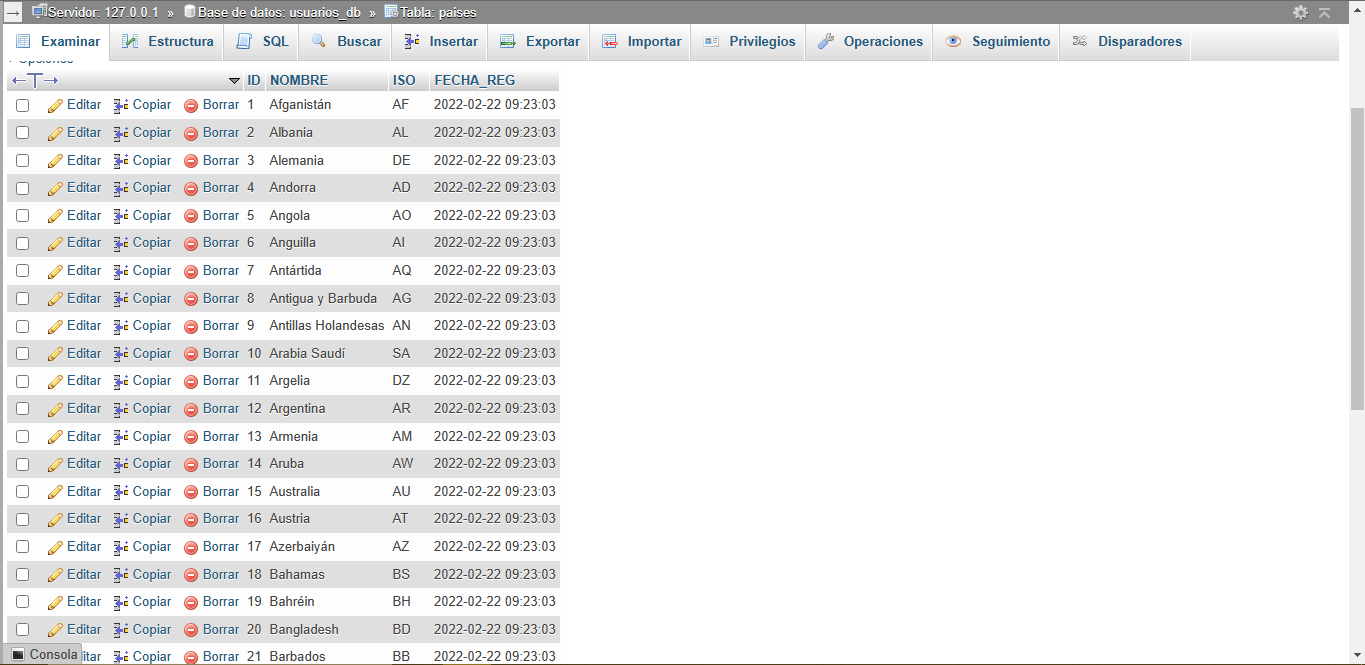 Servidor: 127.0.0.1 » Base de datos: usuarios_db » Tabla: paises
Examinar Estructura SQL Buscar Insertar Exportar Importar Privilegios Operaciones Seguimiento Disparadores
Opciones
←T→ ID NOMBRE ISO FECHA_REG
Editar Copiar Borrar 1 Afganistán AF 2022-02-22 09:23:03
Editar Copiar Borrar 2 Albania AL 2022-02-22 09:23:03
Editar Copiar Borrar 3 Alemania DE 2022-02-22 09:23:03
Editar Copiar Borrar 4 Andorra AD 2022-02-22 09:23:03
Editar Copiar Borrar 5 Angola AO 2022-02-22 09:23:03
Editar Copiar Borrar 6 Anguilla AI 2022-02-22 09:23:03
Editar Copiar Borrar 7 Antártida AQ 2022-02-22 09:23:03
Editar Copiar Borrar 8 Antigua y Barbuda AG 2022-02-22 09:23:03
Editar Copiar Borrar 9 Antillas Holandesas AN 2022-02-22 09:23:03
Editar Copiar Borrar 10 Arabia Saudí SA 2022-02-22 09:23:03
Editar Copiar Borrar 11 Argelia DZ 2022-02-22 09:23:03
Editar Copiar Borrar 12 Argentina AR 2022-02-22 09:23:03
Editar Copiar Borrar 13 Armenia AM 2022-02-22 09:23:03
Editar Copiar Borrar 14 Aruba AW 2022-02-22 09:23:03
Editar Copiar Borrar 15 Australia AU 2022-02-22 09:23:03
Editar Copiar Borrar 16 Austria AT 2022-02-22 09:23:03
Editar Copiar Borrar 17 Azerbaiyán AZ 2022-02-22 09:23:03
Editar Copiar Borrar 18 Bahamas BS 2022-02-22 09:23:03
Editar Copiar Borrar 19 Bahréin BH 2022-02-22 09:23:03
Editar Copiar Borrar 20 Bangladesh BD 2022-02-22 09:23:03
Consola itar Copiar Borrar 21 Barbados BB 2022-02-22 09:23:03